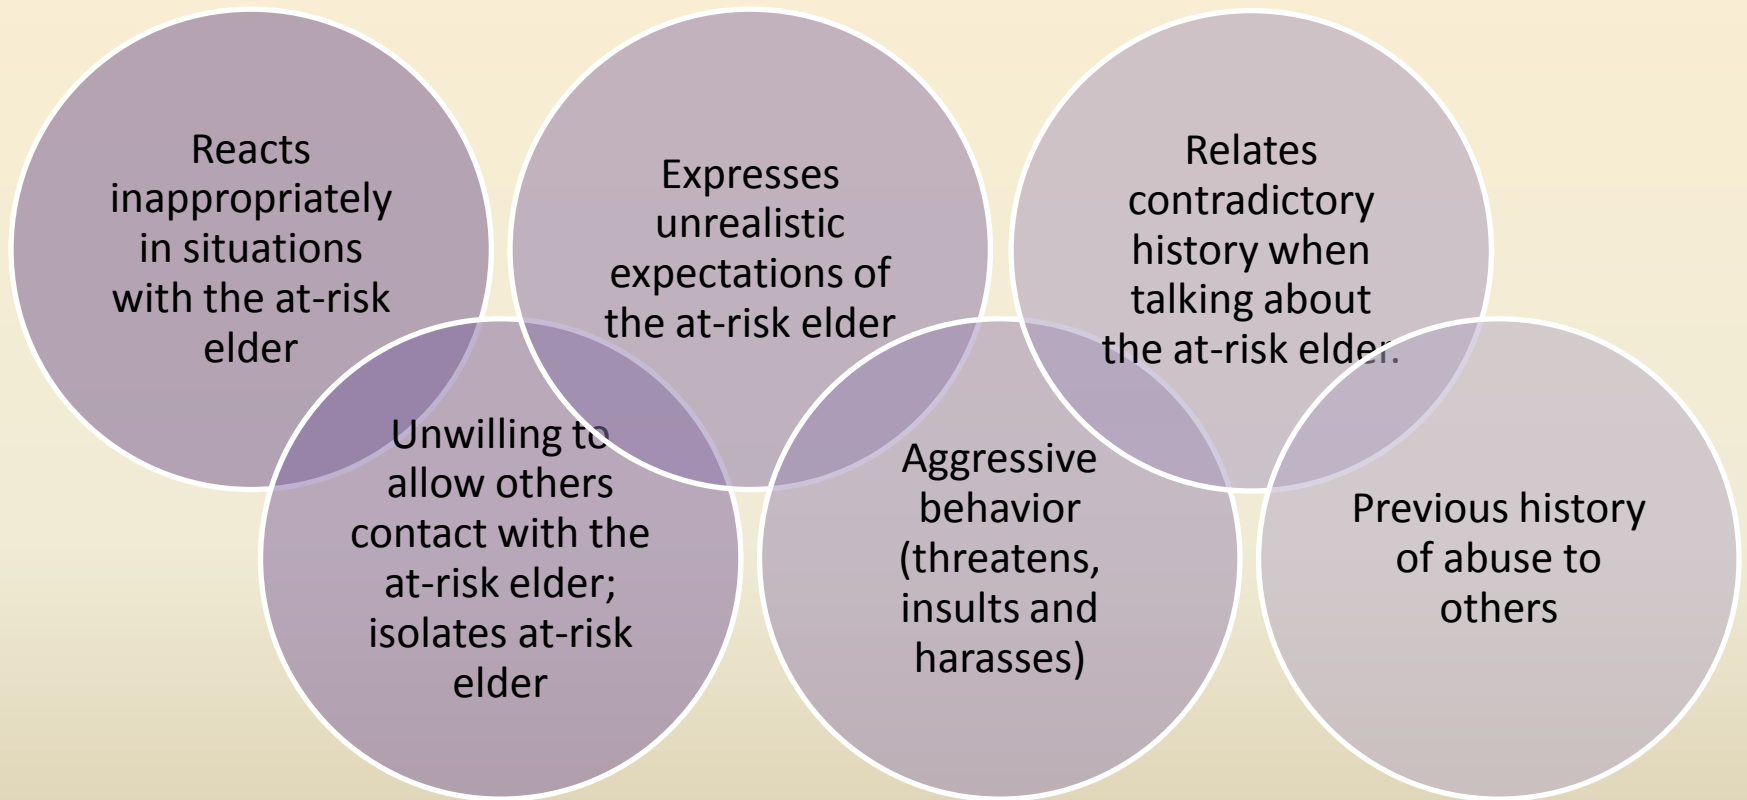 Reacts
inappropriately
in situations
with the at-risk
elder
Unwilling to
allow others
contact with the
at-risk elder;
isolates at-risk
elder
Expresses
unrealistic
expectations of
the at-risk elder
Aggressive
behavior
(threatens,
insults and
harasses)
Relates
contradictory
history when
talking about
the at-risk elder.
Previous history
of abuse to
others